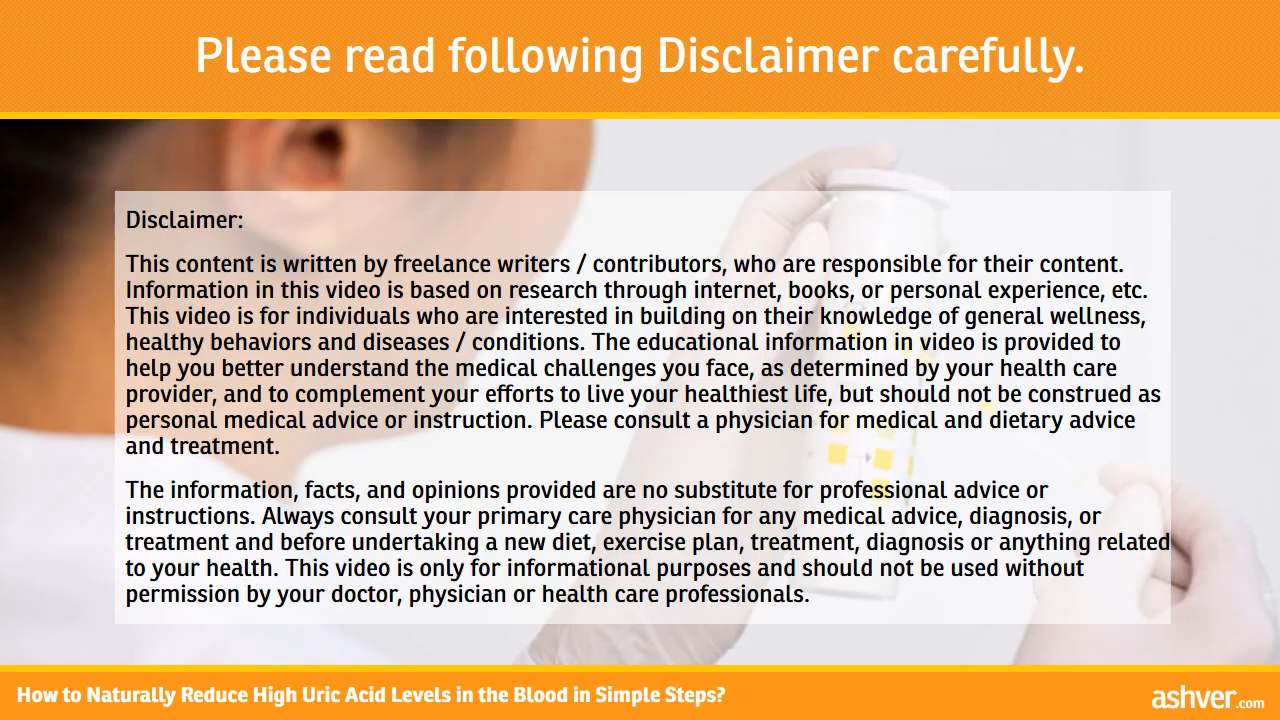 Please read following Disclaimer carefully.
Disclaimer:
This content is written by freelance writers / contributors, who are responsible for their content.
Information in this video is based on research through internet, books, or personal experience, etc.
This video is for individuals who are interested in building on their knowledge of general wellness,
healthy behaviors and diseases / conditions. The educational information in video is provided to
help you better understand the medical challenges you face, as determined by your health care
provider, and to complement your efforts to live your healthiest life, but should not be construed as
personal medical advice or instruction. Please consult a physician for medical and dietary advice
and treatment.
The information, facts, and opinions provided are no substitute for professional advice or
instructions. Always consult your primary care physician for any medical advice, diagnosis, or
treatment and before undertaking a new diet, exercise plan, treatment, diagnosis or anything related
to your health. This video is only for informational purposes and should not be used without
permission by your doctor, physician or health care professionals.
How to Naturally Reduce High Uric Acid Levels in the Blood in Simple Steps?
ashver.com